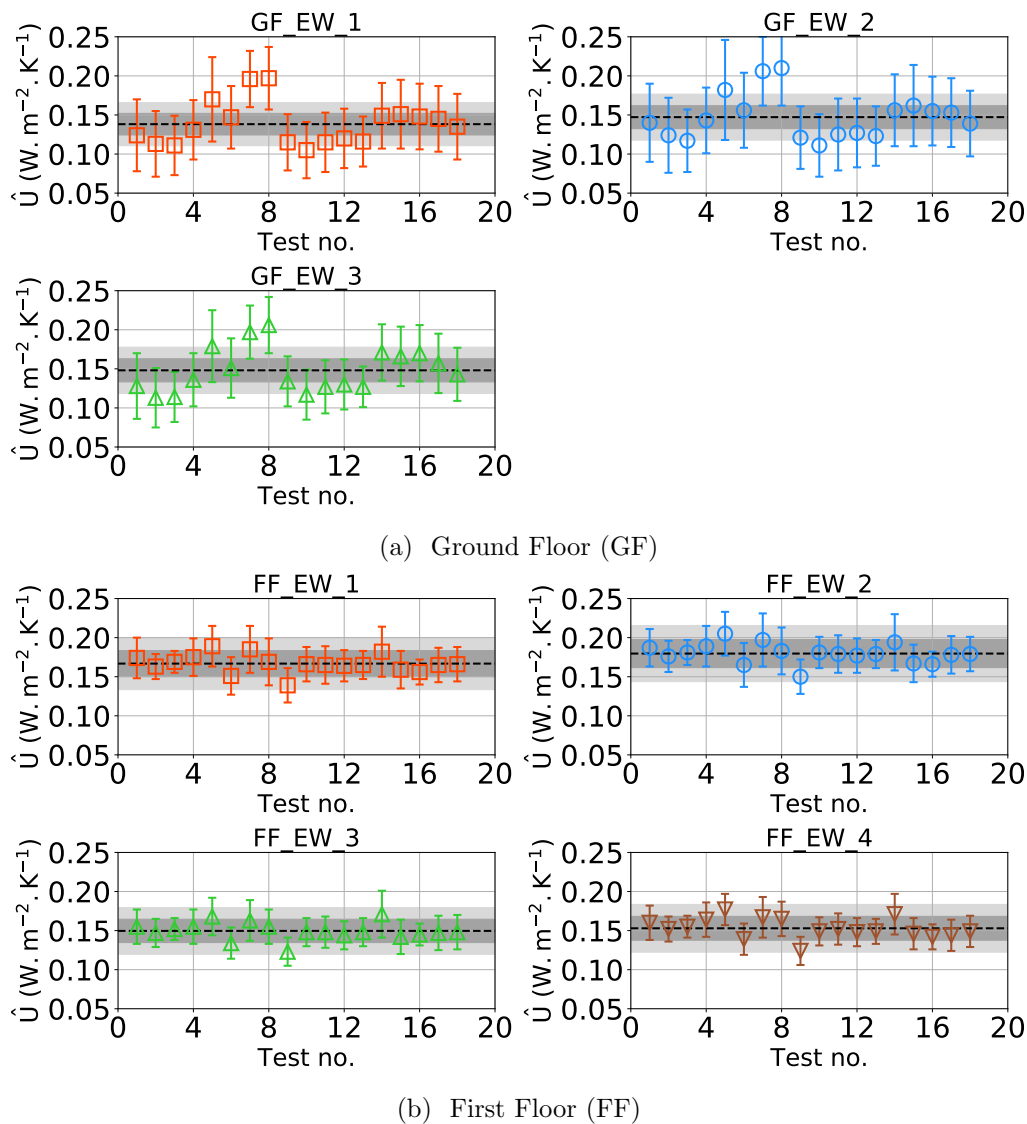 GF_EW_1
GF_EW_2
Û (W. m⁻². K⁻¹)
0.25
0.20
0.15
0.10
0.05
0 4 8 12 16 20
Test no.
Û (W. m⁻². K⁻¹)
0.25
0.20
0.15
0.10
0.05
0 4 8 12 16 20
Test no.
GF_EW_3
Û (W. m⁻². K⁻¹)
0.25
0.20
0.15
0.10
0.05
0 4 8 12 16 20
Test no.
(a) Ground Floor (GF)
FF_EW_1
FF_EW_2
Û (W. m⁻². K⁻¹)
0.25
0.20
0.15
0.10
0.05
0 4 8 12 16 20
Test no.
Û (W. m⁻². K⁻¹)
0.25
0.20
0.15
0.10
0.05
0 4 8 12 16 20
Test no.
FF_EW_3
FF_EW_4
Û (W. m⁻². K⁻¹)
0.25
0.20
0.15
0.10
0.05
0 4 8 12 16 20
Test no.
Û (W. m⁻². K⁻¹)
0.25
0.20
0.15
0.10
0.05
0 4 8 12 16 20
Test no.
(b) First Floor (FF)